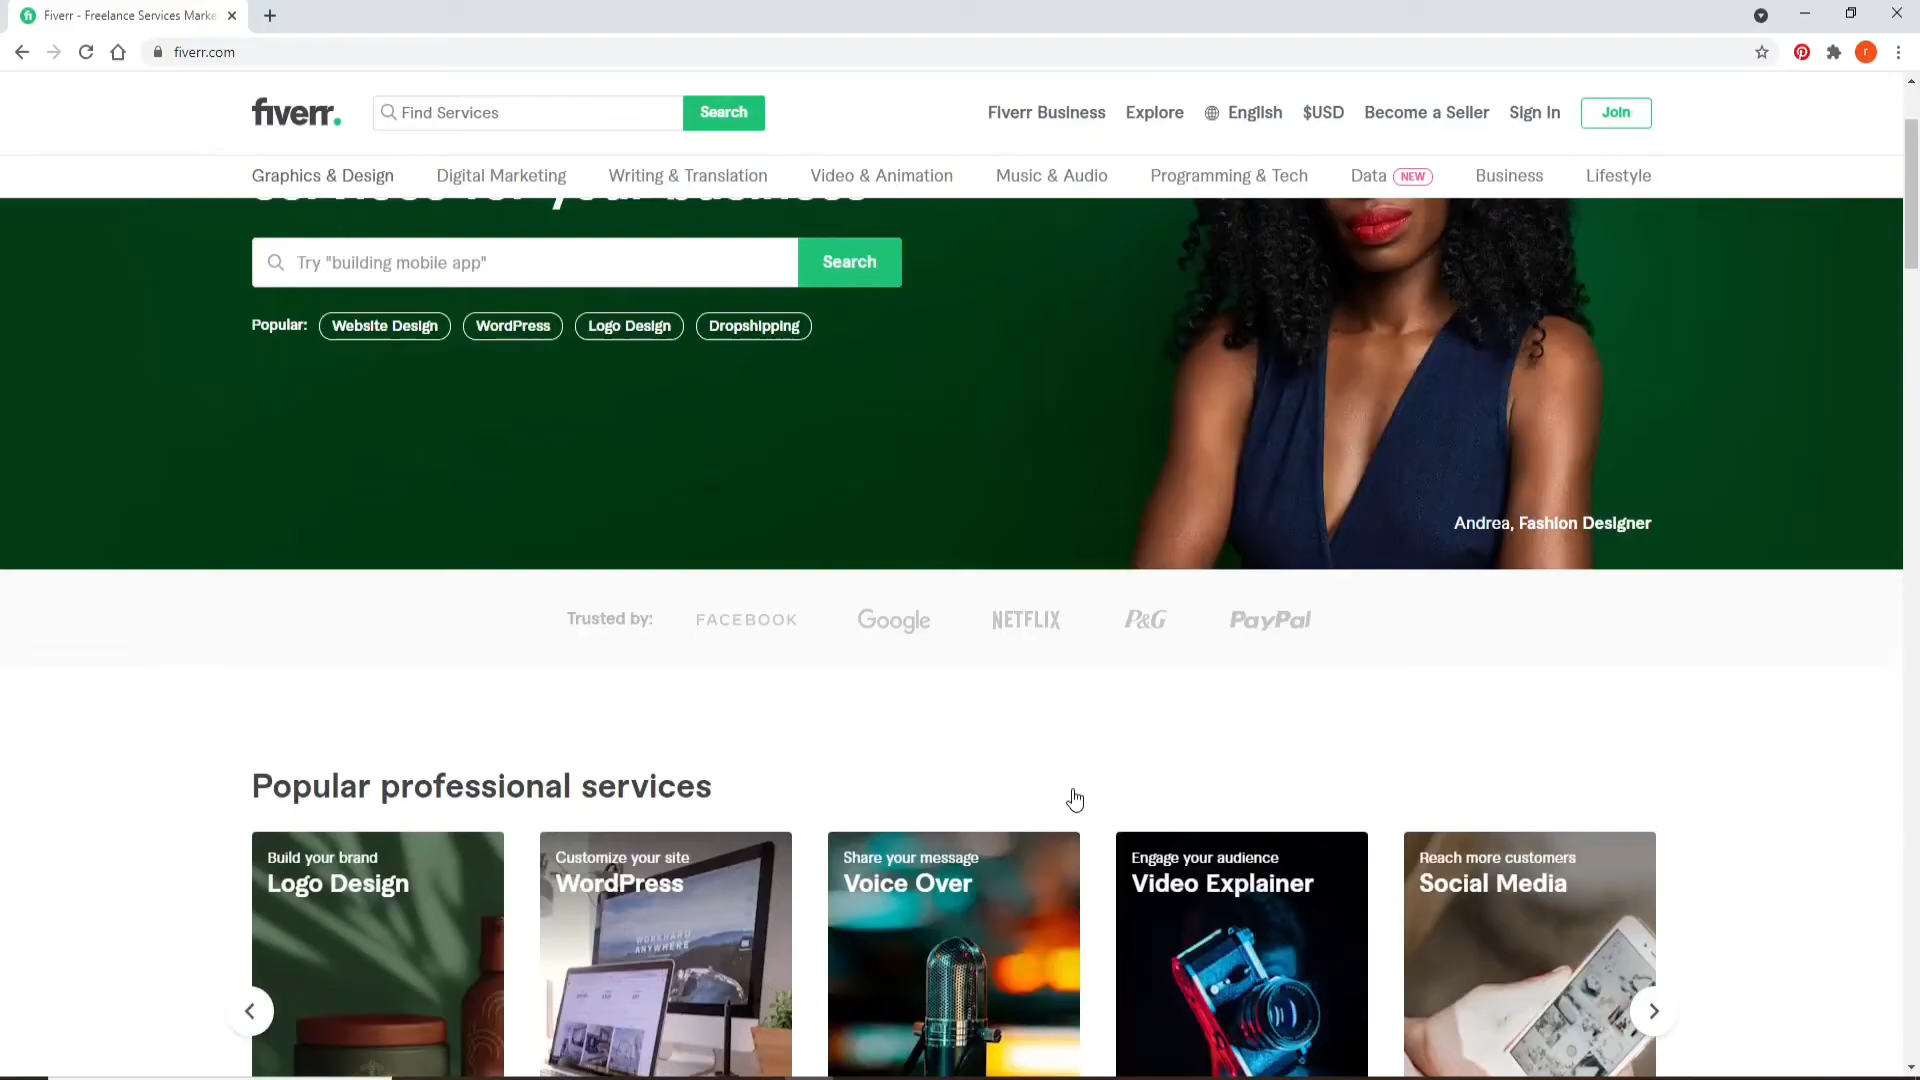 Fiverr - Freelance Services Marke
fiverr.com
fiverr.
Find Services
Search
Fiverr Business
Explore
English
$USD
Become a Seller
Sign In
Join
Graphics & Design
Digital Marketing
Writing & Translation
Video & Animation
Music & Audio
Programming & Tech
Data NEW
Business
Lifestyle
services for your business
Try "building mobile app"
Search
Popular:
Website Design
WordPress
Logo Design
Dropshipping
Andrea, Fashion Designer
Trusted by:
FACEBOOK
Google
NETFLIX
P&G
PayPal
Popular professional services
Build your brand
Logo Design
Customize your site
WordPress
WORKHARD
ANYWHERE
Share your message
Voice Over
Engage your audience
Video Explainer
Reach more customers
Social Media